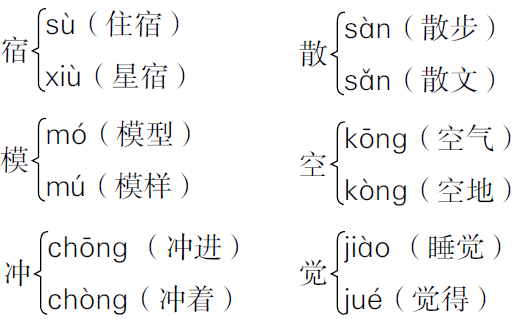 宿
sù（住宿）
xiù（星宿）
散
sàn（散步）
sǎn（散文）
模
mó（模型）
mú（模样）
空
kōng（空气）
kòng（空地）
冲
chōng （冲进）
chòng（冲着）
觉
jiào （睡觉）
jué（觉得）